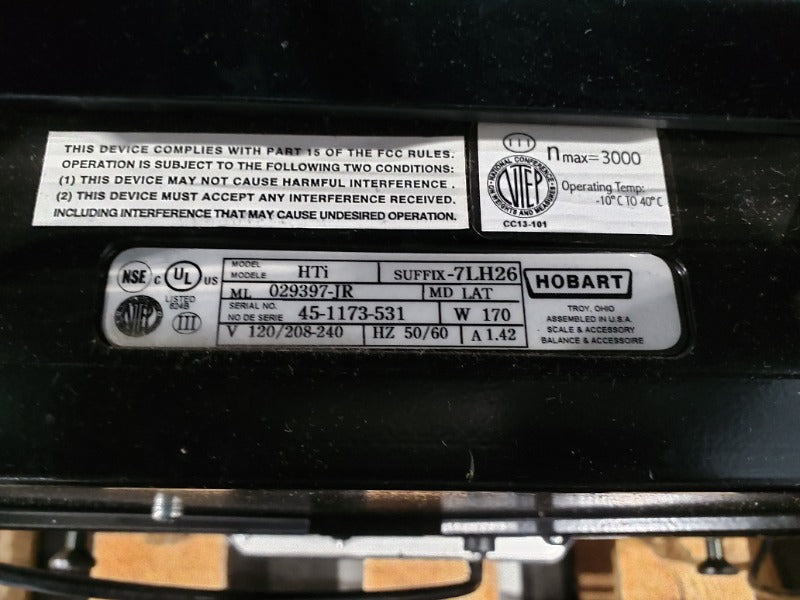 THIS DEVICE COMPLIES WITH PART 15 OF THE FCC RULES.
OPERATION IS SUBJECT TO THE FOLLOWING TWO CONDITIONS:
(1) THIS DEVICE MAY NOT CAUSE HARMFUL INTERFERENCE .
(2) THIS DEVICE MUST ACCEPT ANY INTERFERENCE RECEIVED.
INCLUDING INTERFERENCE THAT MAY CAUSE UNDESIRED OPERATION.
III
nmax=3000
NATIONAL CONFERENCE ON WEIGHTS AND MEASURES
NTEP
Operating Temp:
-10° C TO 40° C
CC13-101
NSF
C UL US
LISTED
824B
NTEP
III
MODEL
MODELE
HTi
SUFFIX-7LH26
ML 029397-JR
MD LAT
SERIAL NO.
NO DE SERIE
45-1173-531
W 170
V 120/208-240
HZ 50/60
A 1.42
HOBART
TROY, OHIO
ASSEMBLED IN U.S.A.
SCALE & ACCESSORY
BALANCE & ACCESSOIRE